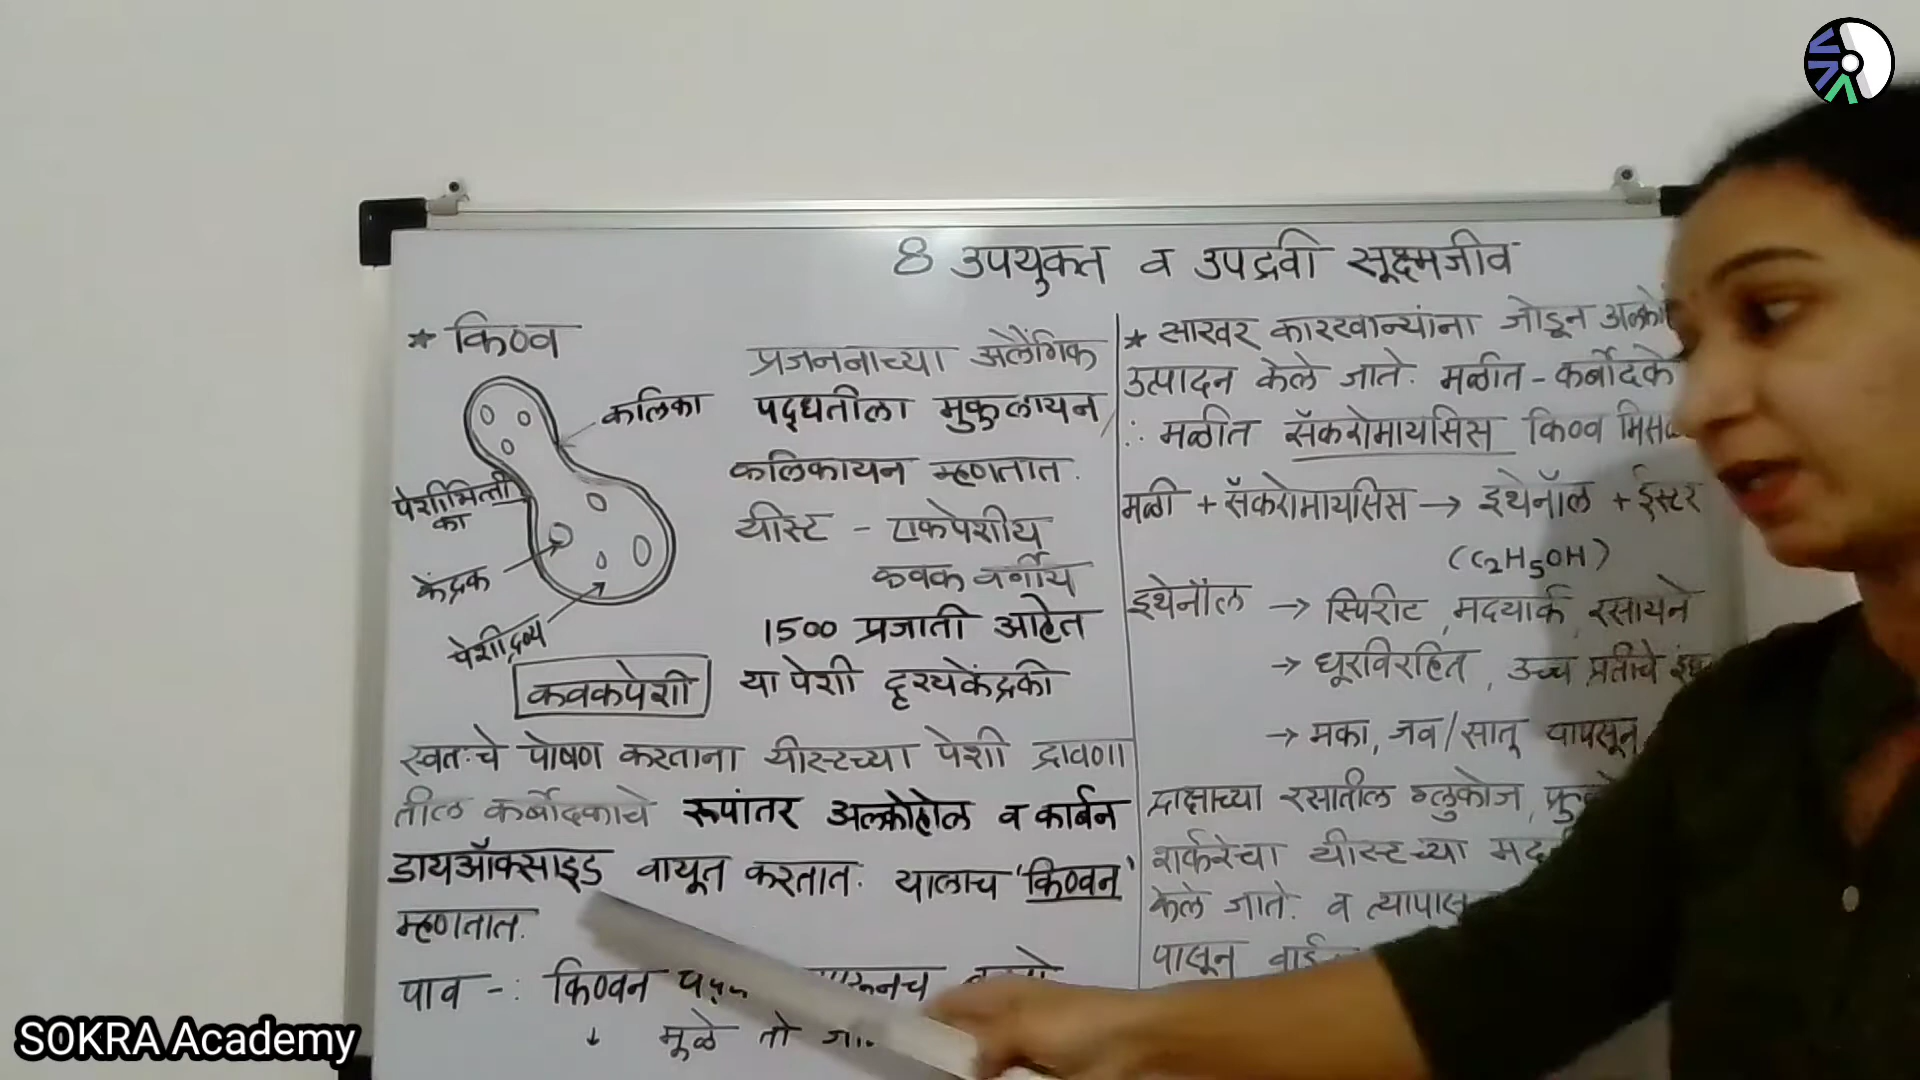 8 उपयुक्त व उपद्रवी सूक्ष्मजीव
* किण्व
कलिका
पेशीभित्ती
का
केंद्रक
पेशीद्रव्य
कवकपेशी
प्रजननाच्या अलैंगिक
पद्धतीला मुकुलायन /
कलिकायन म्हणतात.
यीस्ट - एकपेशीय
कवक वर्गीय
1500 प्रजाती आहेत
या पेशी दृश्यकेंद्रकी
स्वतःचे पोषण करताना यीस्टच्या पेशी द्रावणा
तील कर्बोदकाचे रूपांतर अल्कोहोल व कार्बन
डायऑक्साइड वायूत करतात. यालाच 'किण्वन'
म्हणतात.
पाव -: किण्वन
↓ मूळे तो
* साखर कारखान्यांना जोडून
उत्पादन केले जाते. मळीत - कर्बोदके
∴ मळीत सॅकरोमायसिस किण्व
मळी + सॅकरोमायसिस → इथेनॉल + ईस्टर
(C₂H₅OH)
इथेनॉल → स्पिरीट, मदयार्क, रसायने
→ धूरविरहित, उच्च प्रतीचे
→ मका, जव/सातू यापासून
द्राक्षाच्या रसातील ग्लुकोज,
शर्करेचा यीस्टच्या
केले जाते. व
पासून
SOKRA Academy